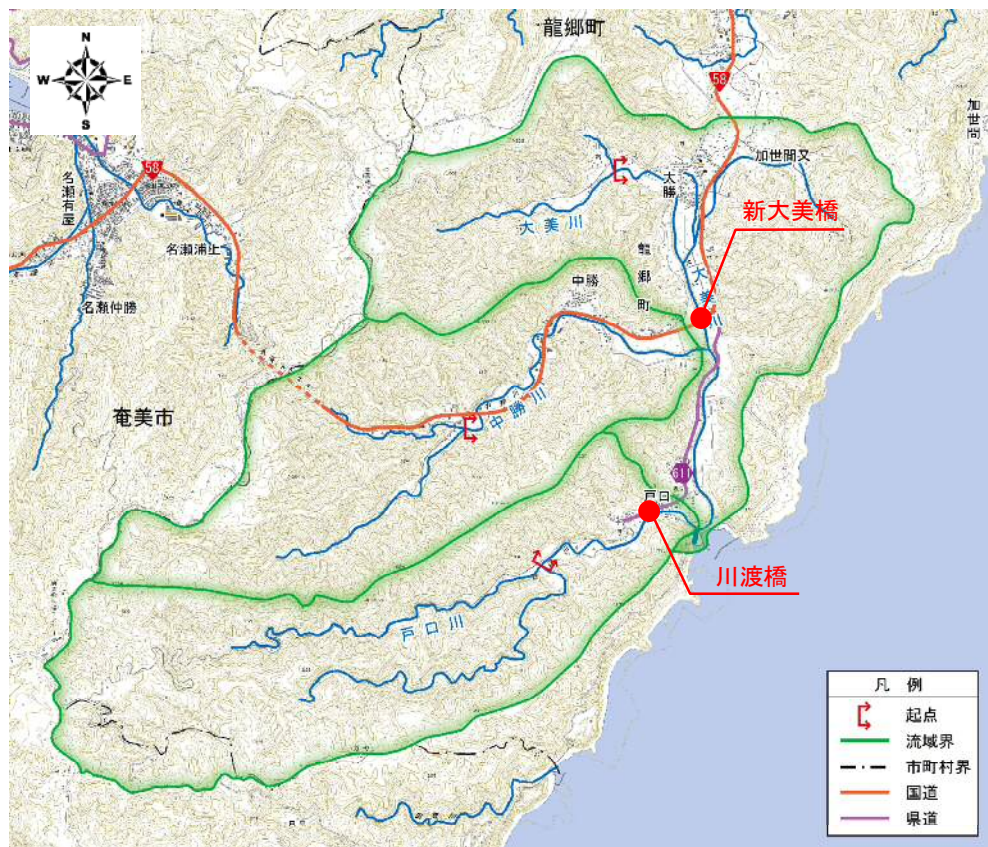 龍郷町
N
W
E
S
58
加世間
58
名瀬有屋
大勝
加世間又
新大美橋
大美川
名瀬浦上
龍郷町
中勝
大美川
名瀬仲勝
奄美市
中勝川
611
戸口
川渡橋
戸口川
凡 例
起点
流域界
市町村界
国道
県道